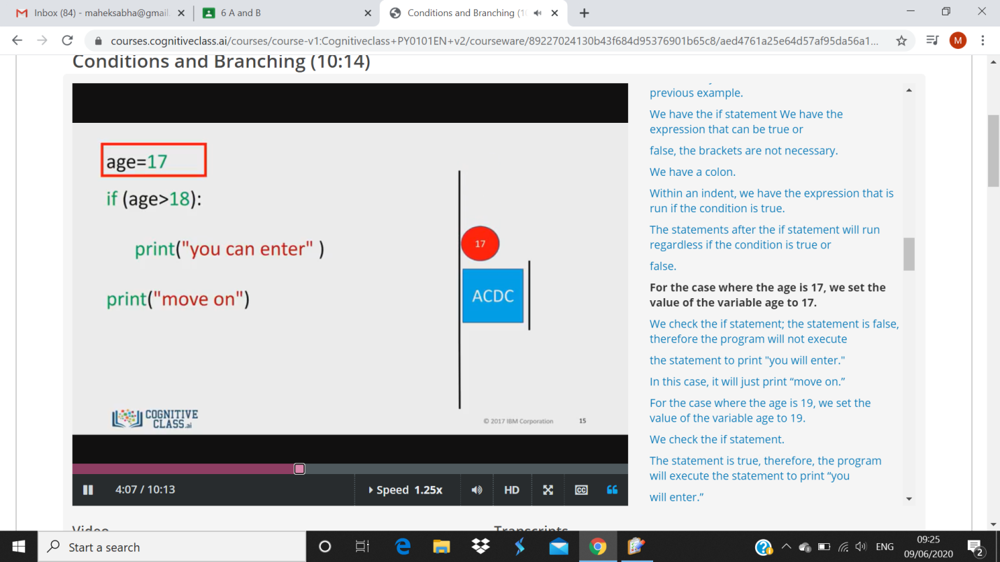 Inbox (84) - maheksabha@gmail.
6 A and B
Conditions and Branching (10
courses.cognitiveclass.ai/courses/course-v1:Cognitiveclass+PY0101EN+v2/courseware/89227024130b43f684d95376901b65c8/aed4761a25e64d57af95da56a1...
M
Conditions and Branching (10:14)
age=17
if (age>18):
print("you can enter" )
print("move on")
17
ACDC
COGNITIVE
CLASS.ai
© 2017 IBM Corporation
15
4:07 / 10:13
Speed 1.25x
HD
CC
previous example.
We have the if statement We have the
expression that can be true or
false, the brackets are not necessary.
We have a colon.
Within an indent, we have the expression that is
run if the condition is true.
The statements after the if statement will run
regardless if the condition is true or
false.
For the case where the age is 17, we set the
value of the variable age to 17.
We check the if statement; the statement is false,
therefore the program will not execute
the statement to print "you will enter."
In this case, it will just print “move on.”
For the case where the age is 19, we set the
value of the variable age to 19.
We check the if statement.
The statement is true, therefore, the program
will execute the statement to print “you
will enter.”
Video
Transcripts
Start a search
ENG
09:25
09/06/2020
2